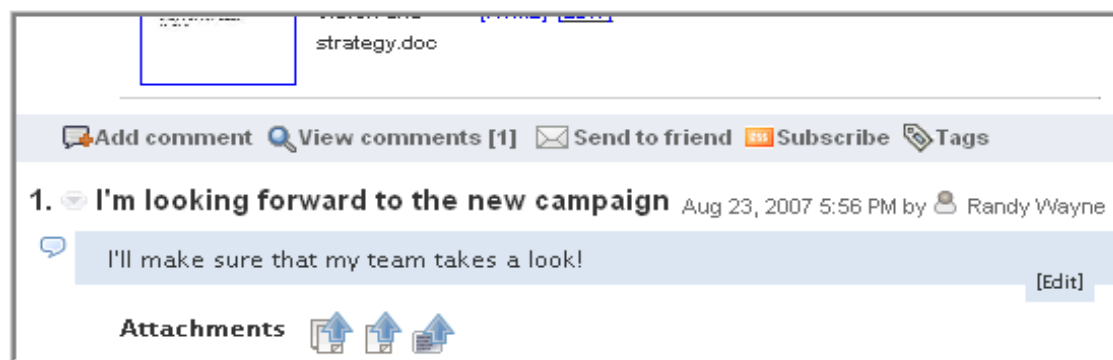 strategy.doc
Add comment View comments [1] Send to friend Subscribe Tags
1. I'm looking forward to the new campaign Aug 23, 2007 5:56 PM by Randy Wayne
I'll make sure that my team takes a look!
[Edit]
Attachments